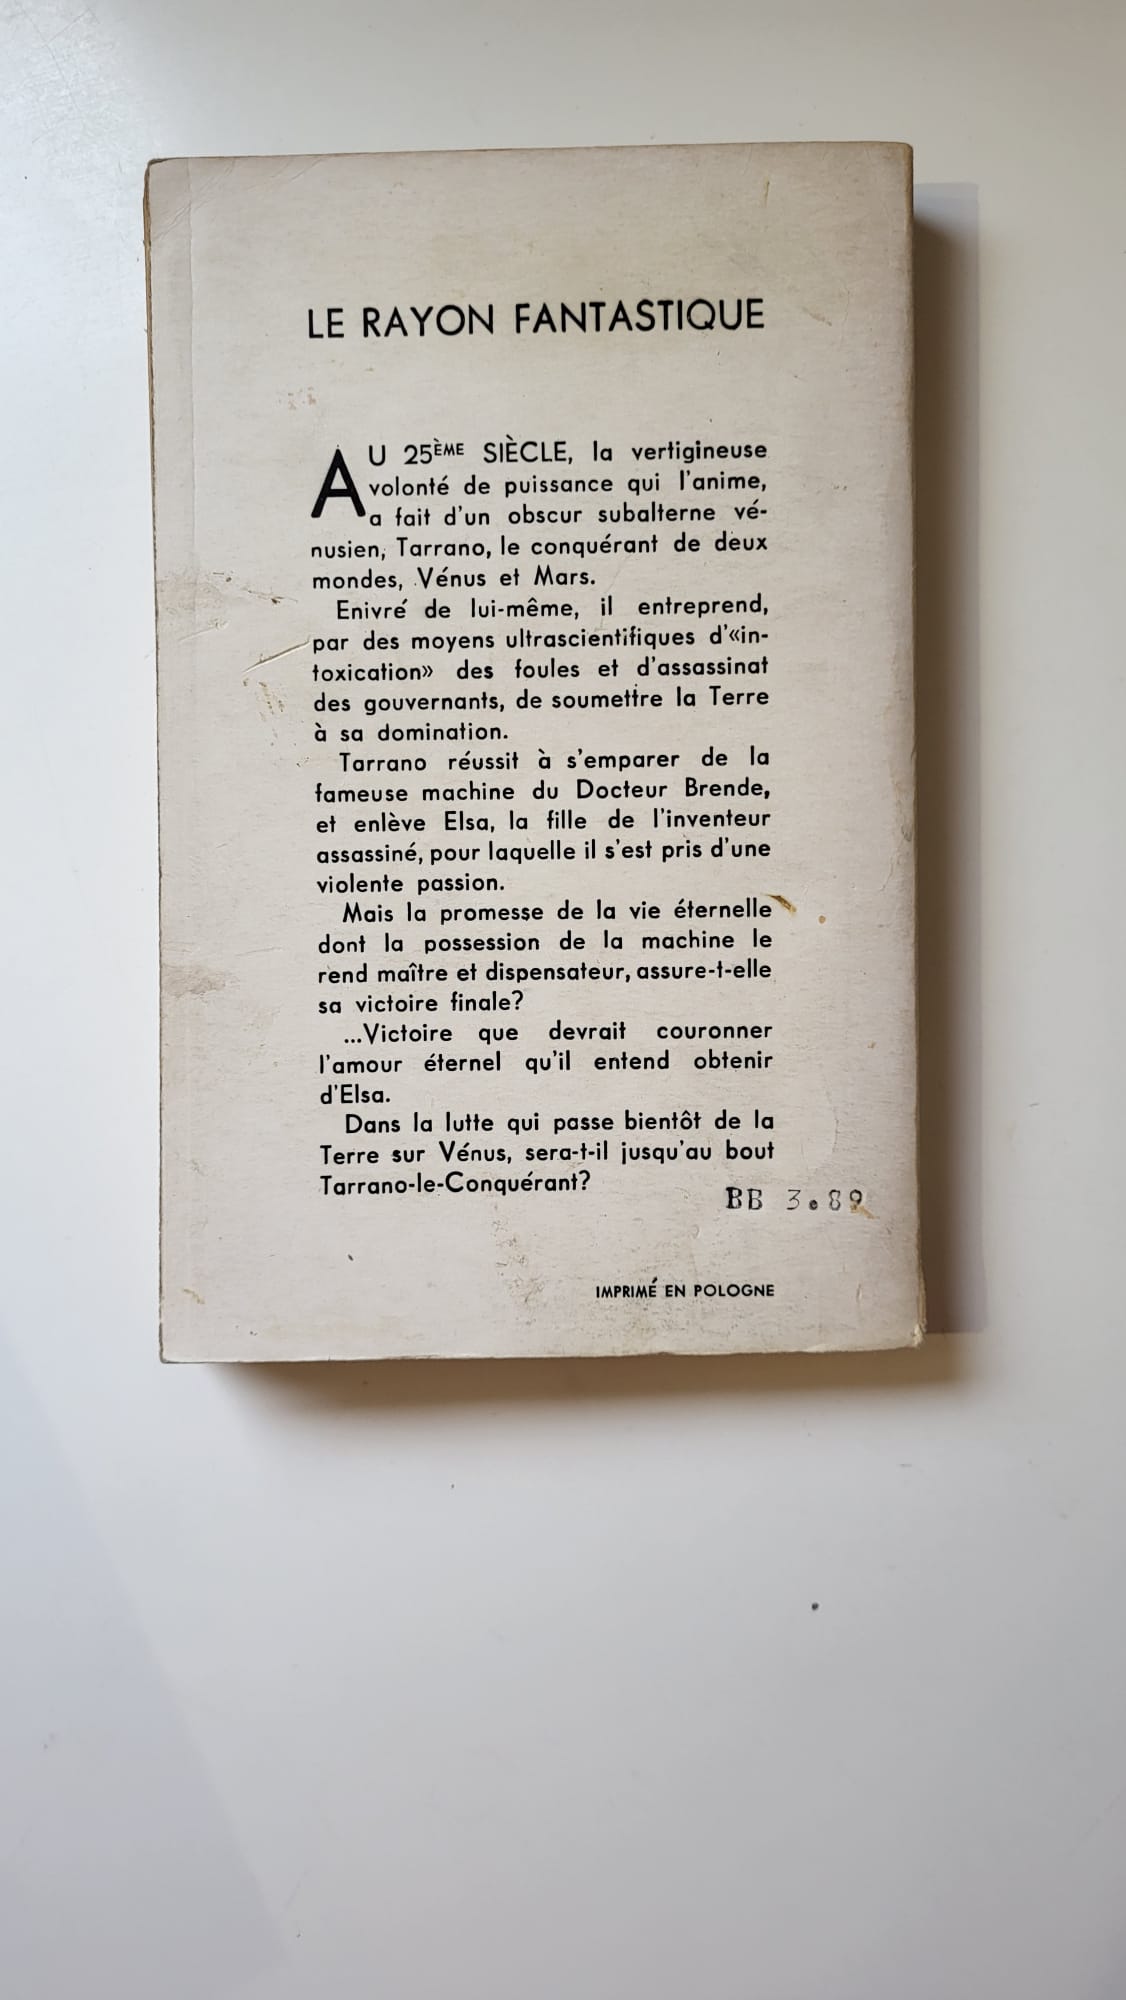 LE RAYON FANTASTIQUE
AU 25ÈME SIÈCLE, la vertigineuse
volonté de puissance qui l'anime,
a fait d'un obscur subalterne vé-
nusien, Tarrano, le conquérant de deux
mondes, Vénus et Mars.
Enivré de lui-même, il entreprend,
par des moyens ultrascientifiques d'«in-
toxication» des foules et d'assassinat
des gouvernants, de soumettre la Terre
à sa domination.
Tarrano réussit à s'emparer de la
fameuse machine du Docteur Brende,
et enlève Elsa, la fille de l'inventeur
assassiné, pour laquelle il s'est pris d'une
violente passion.
Mais la promesse de la vie éternelle
dont la possession de la machine le
rend maître et dispensateur, assure-t-elle
sa victoire finale?
...Victoire que devrait couronner
l'amour éternel qu'il entend obtenir
d'Elsa.
Dans la lutte qui passe bientôt de la
Terre sur Vénus, sera-t-il jusqu'au bout
Tarrano-le-Conquérant?
BB 3.89
IMPRIMÉ EN POLOGNE